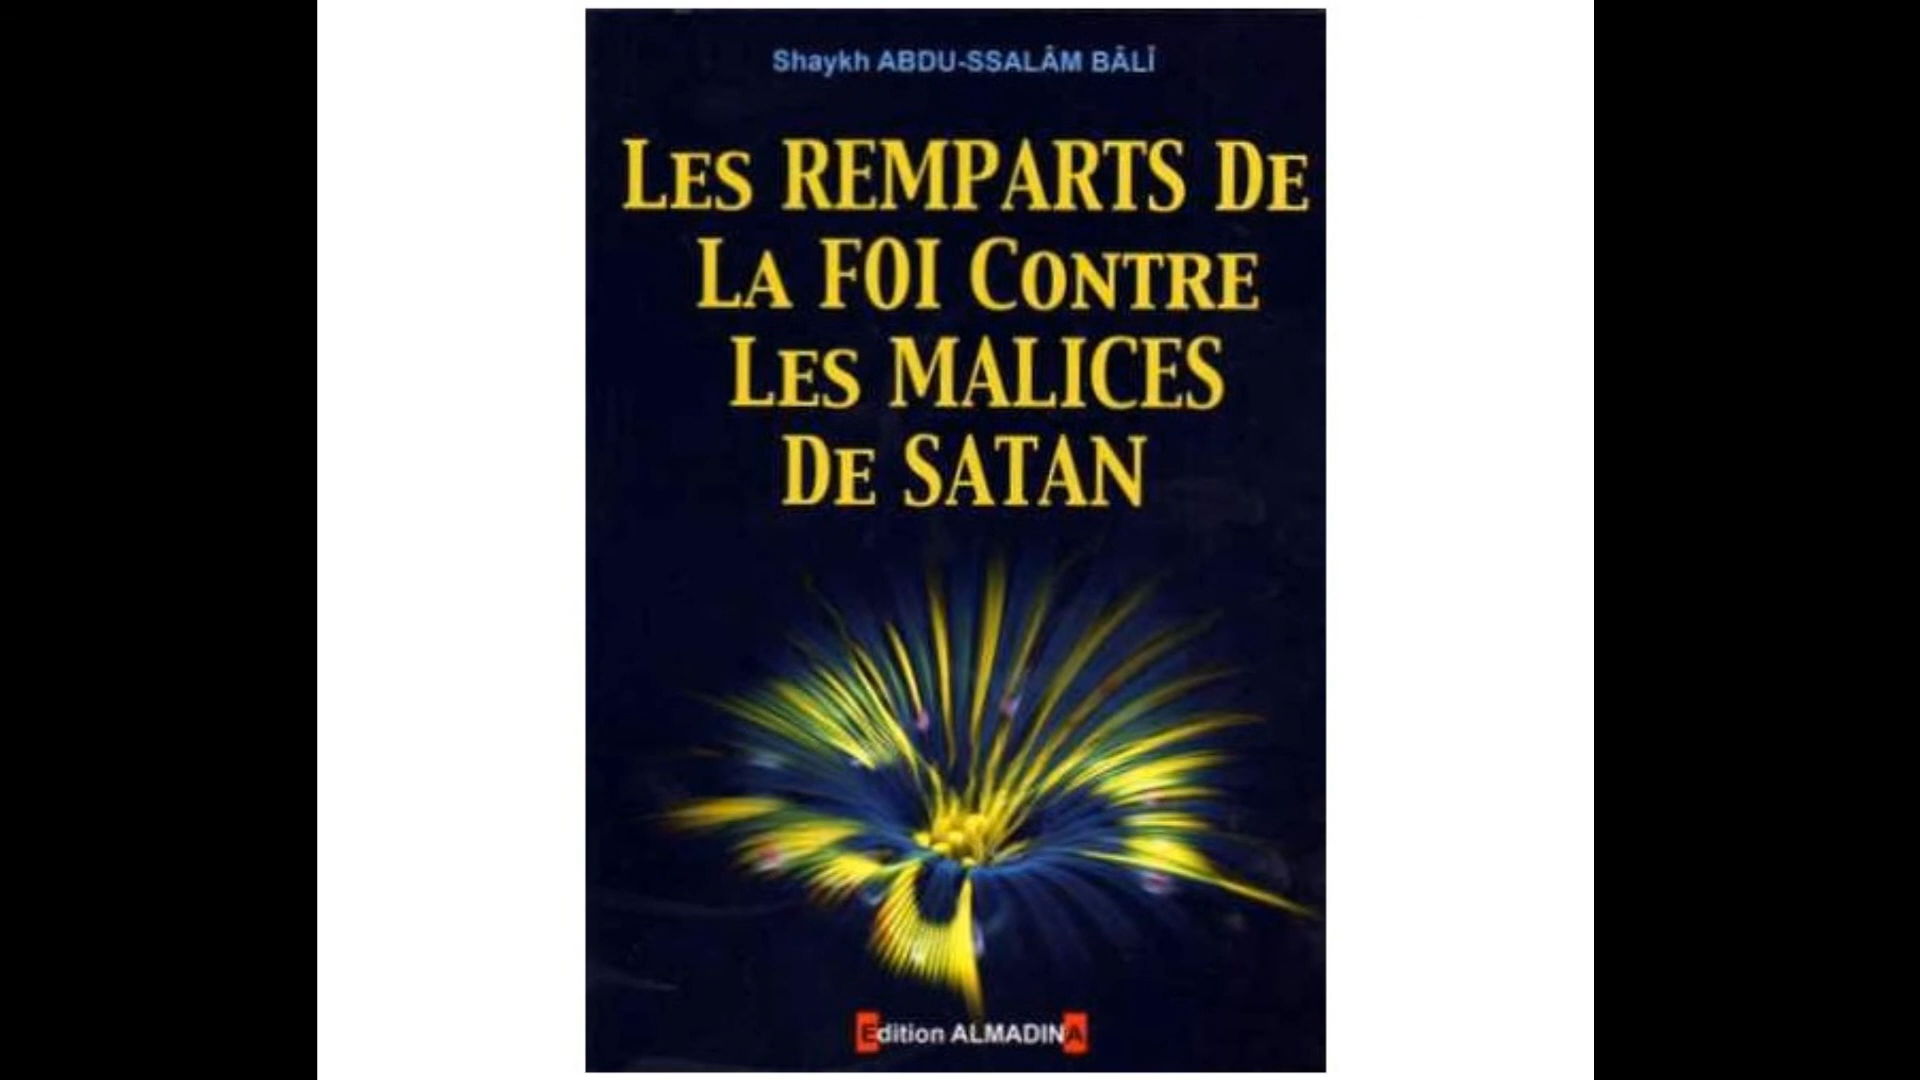 Shaykh ABDU-SSALÂM BÂLÎ
LES REMPARTS DE
LA FOI CONTRE
LES MALICES
DE SATAN
Edition ALMADINA